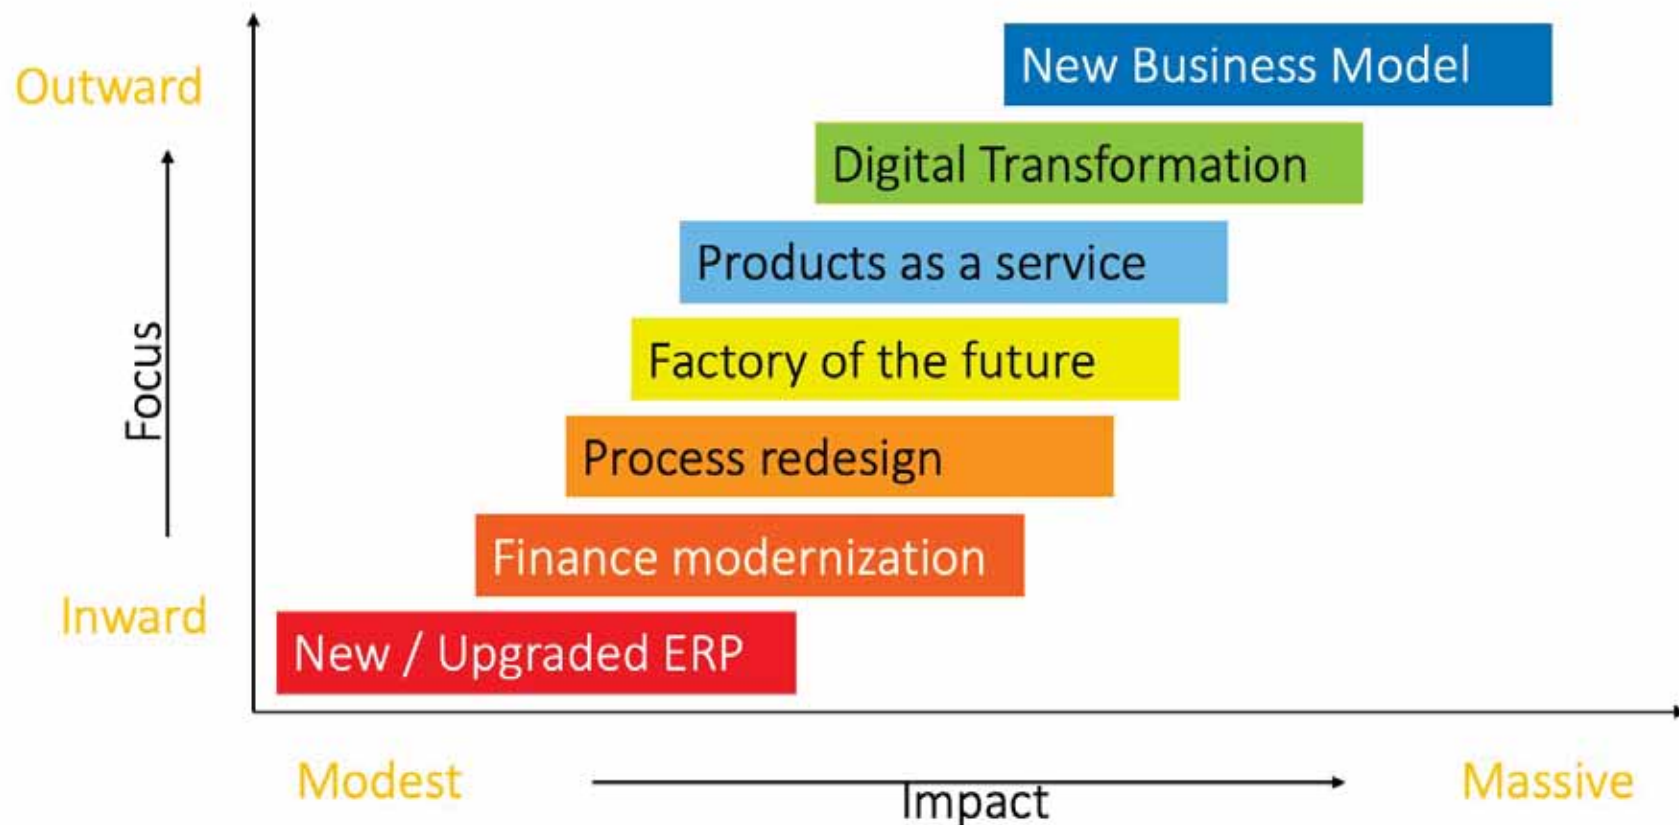 Outward
New Business Model
Digital Transformation
Products as a service
Focus
Factory of the future
Process redesign
Finance modernization
Inward
New / Upgraded ERP
Modest
Impact
Massive